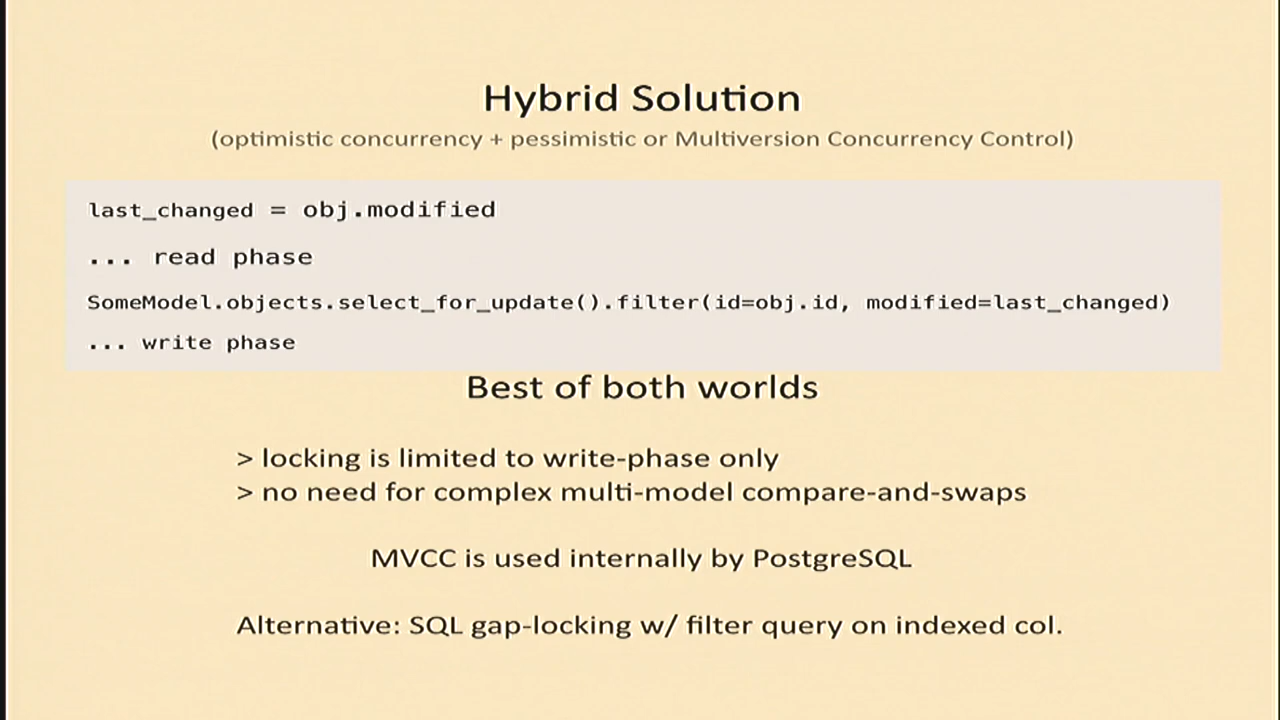 Hybrid Solution
(optimistic concurrency + pessimistic or Multiversion Concurrency Control)
last_changed = obj.modified
... read phase
SomeModel.objects.select_for_update().filter(id=obj.id, modified=last_changed)
... write phase
Best of both worlds
> locking is limited to write-phase only
> no need for complex multi-model compare-and-swaps
MVCC is used internally by PostgreSQL
Alternative: SQL gap-locking w/ filter query on indexed col.